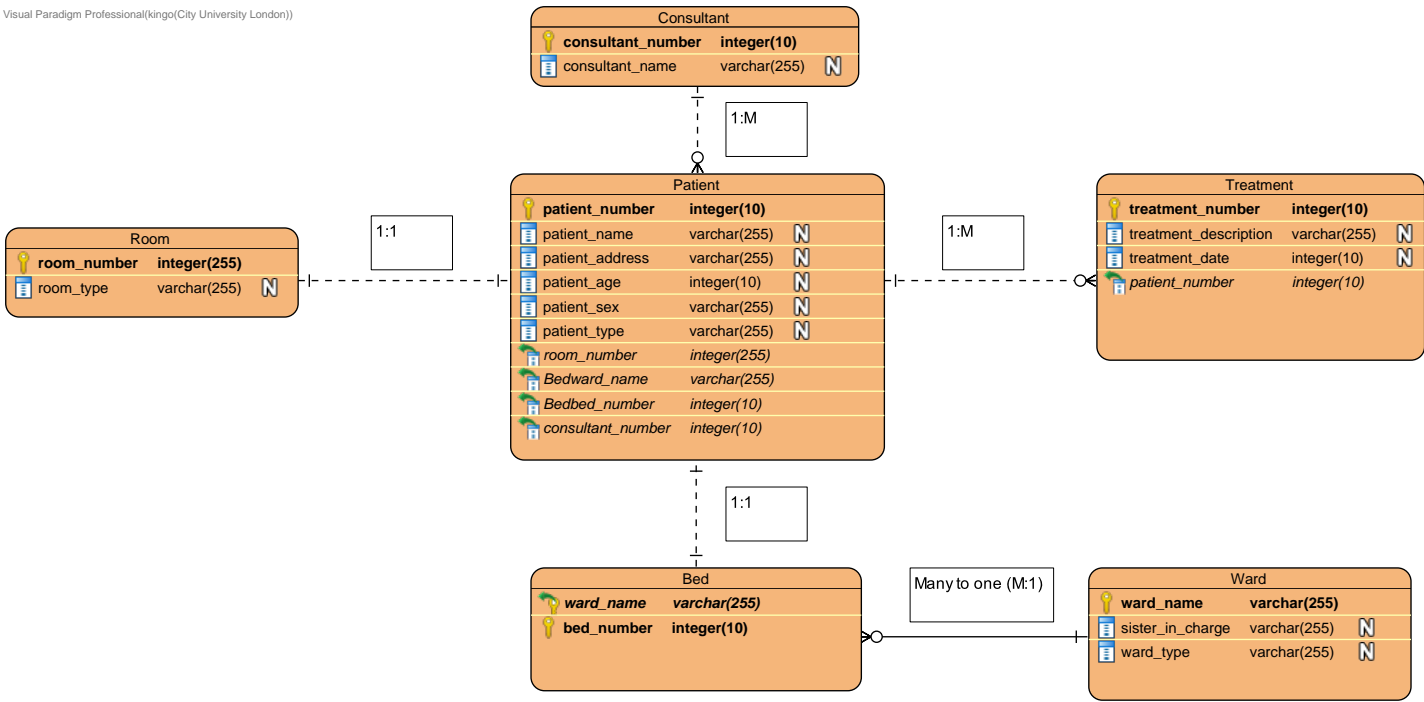 Visual Paradigm Professional(kingo(City University London))
Consultant
consultant_number integer(10)
consultant_name varchar(255) N
1:M
Patient
patient_number integer(10)
patient_name varchar(255) N
patient_address varchar(255) N
patient_age integer(10) N
patient_sex varchar(255) N
patient_type varchar(255) N
room_number integer(255)
Bedward_name varchar(255)
Bedbed_number integer(10)
consultant_number integer(10)
Room
room_number integer(255)
room_type varchar(255) N
1:1
1:M
Treatment
treatment_number integer(10)
treatment_description varchar(255) N
treatment_date integer(10) N
patient_number integer(10)
1:1
Bed
ward_name varchar(255)
bed_number integer(10)
Many to one (M:1)
Ward
ward_name varchar(255)
sister_in_charge varchar(255) N
ward_type varchar(255) N